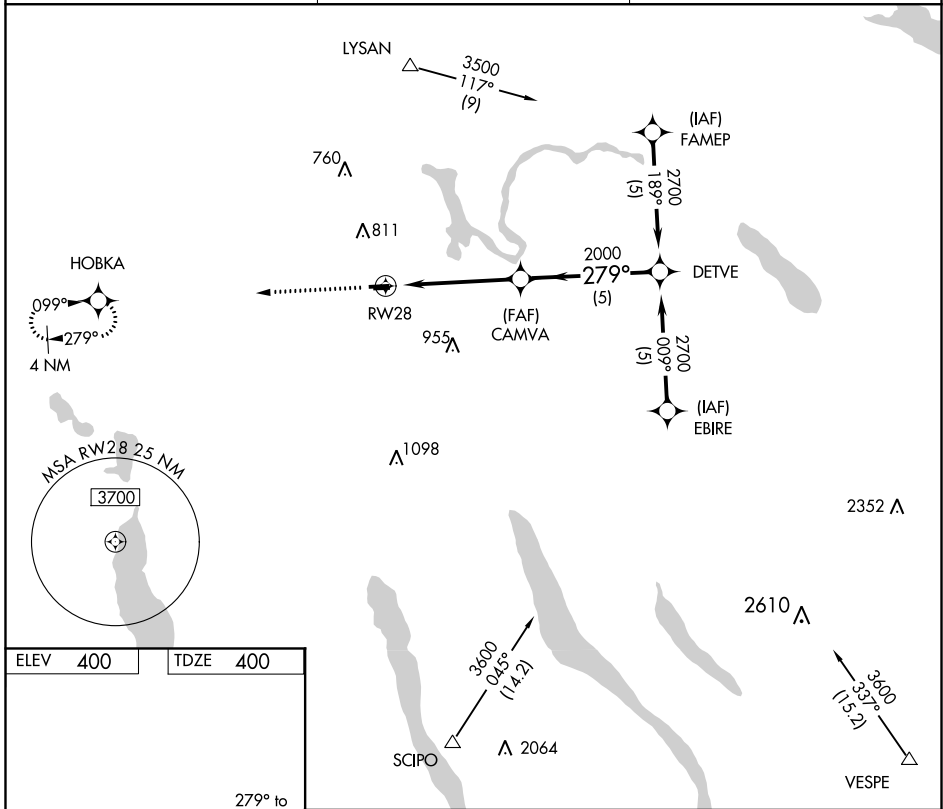 LYSAN
3500
117°
(9)
(IAF)
FAMEP
760
2700
189°
(5)
811
HOBKA
2000
279°
(5)
DETVE
099°
RW28
(FAF)
CAMVA
279°
4 NM
955
2700
009°
(5)
(IAF)
EBIRE
MSA RW28 25 NM
1098
3700
2352
2610
ELEV 400
TDZE 400
3600
045°
(14.2)
3600
337°
(15.2)
SCIPO
2064
VESPE
279° to